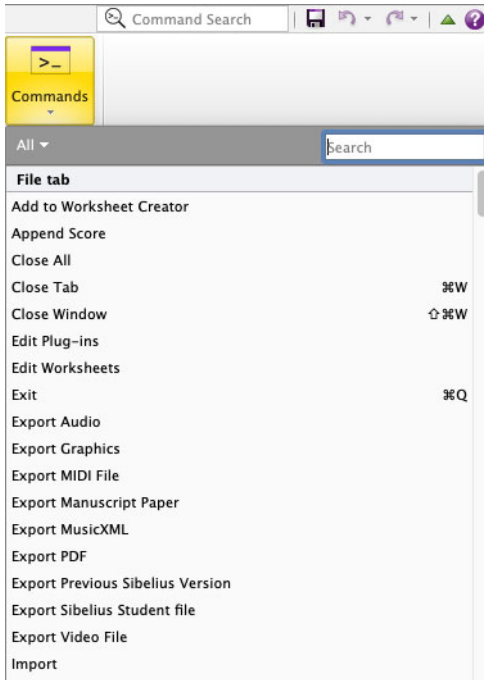 Command Search
>_
Commands
All
Search
File tab
Add to Worksheet Creator
Append Score
Close All
Close Tab ⌘W
Close Window ⇧⌘W
Edit Plug-ins
Edit Worksheets
Exit ⌘Q
Export Audio
Export Graphics
Export MIDI File
Export Manuscript Paper
Export MusicXML
Export PDF
Export Previous Sibelius Version
Export Sibelius Student file
Export Video File
Import